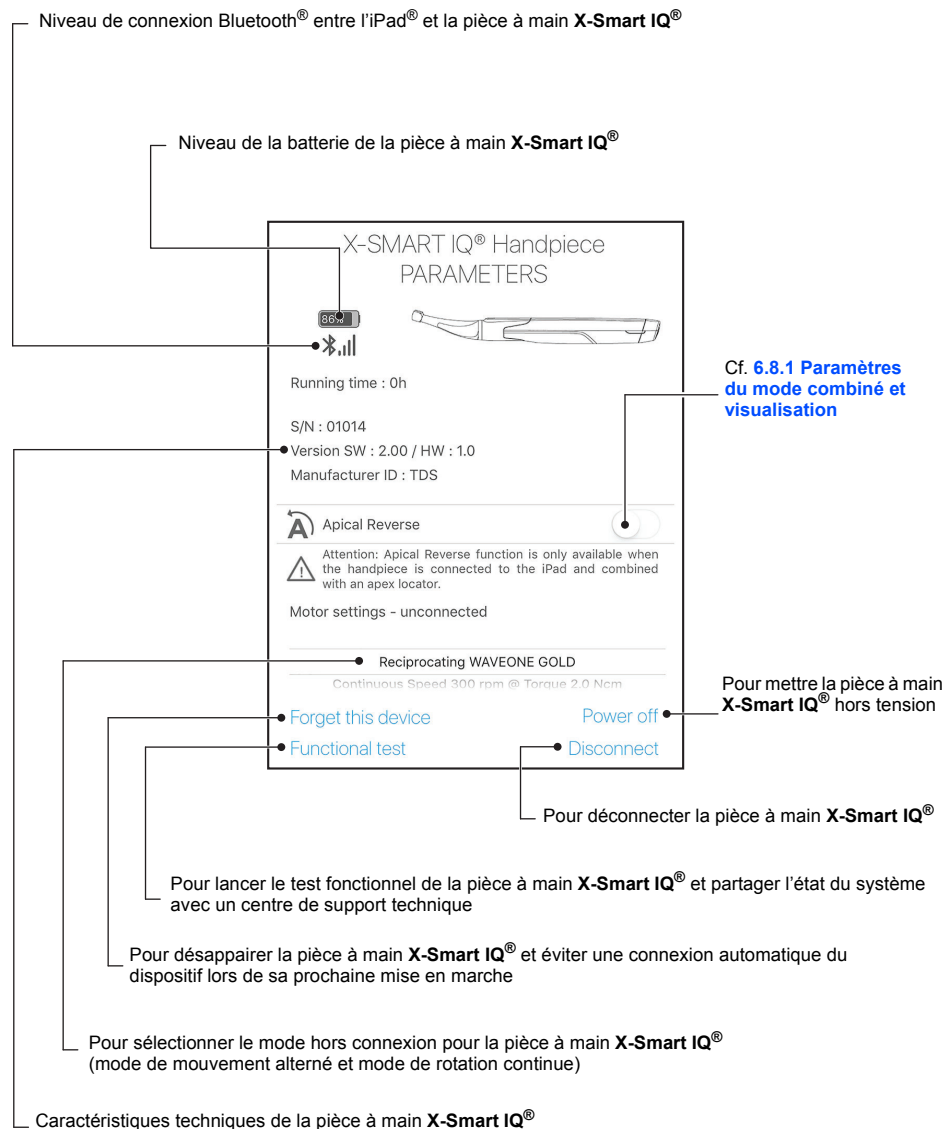 Niveau de connexion Bluetooth® entre l'iPad® et la pièce à main X-Smart IQ®
Niveau de la batterie de la pièce à main X-Smart IQ®
X-SMART IQ® Handpiece
PARAMETERS
86%
Running time : 0h
S/N : 01014
Version SW : 2.00 / HW : 1.0
Manufacturer ID : TDS
Cf. 6.8.1 Paramètres
du mode combiné et
visualisation
A Apical Reverse
Attention: Apical Reverse function is only available when
the handpiece is connected to the iPad and combined
with an apex locator.
Motor settings - unconnected
Reciprocating WAVEONE GOLD
Continuous Speed 300 rpm @ Torque 2.0 Ncm
Forget this device
Power off
Functional test
Disconnect
Pour mettre la pièce à main
X-Smart IQ® hors tension
Pour déconnecter la pièce à main X-Smart IQ®
Pour lancer le test fonctionnel de la pièce à main X-Smart IQ® et partager l'état du système
avec un centre de support technique
Pour désappairer la pièce à main X-Smart IQ® et éviter une connexion automatique du
dispositif lors de sa prochaine mise en marche
Pour sélectionner le mode hors connexion pour la pièce à main X-Smart IQ®
(mode de mouvement alterné et mode de rotation continue)
Caractéristiques techniques de la pièce à main X-Smart IQ®